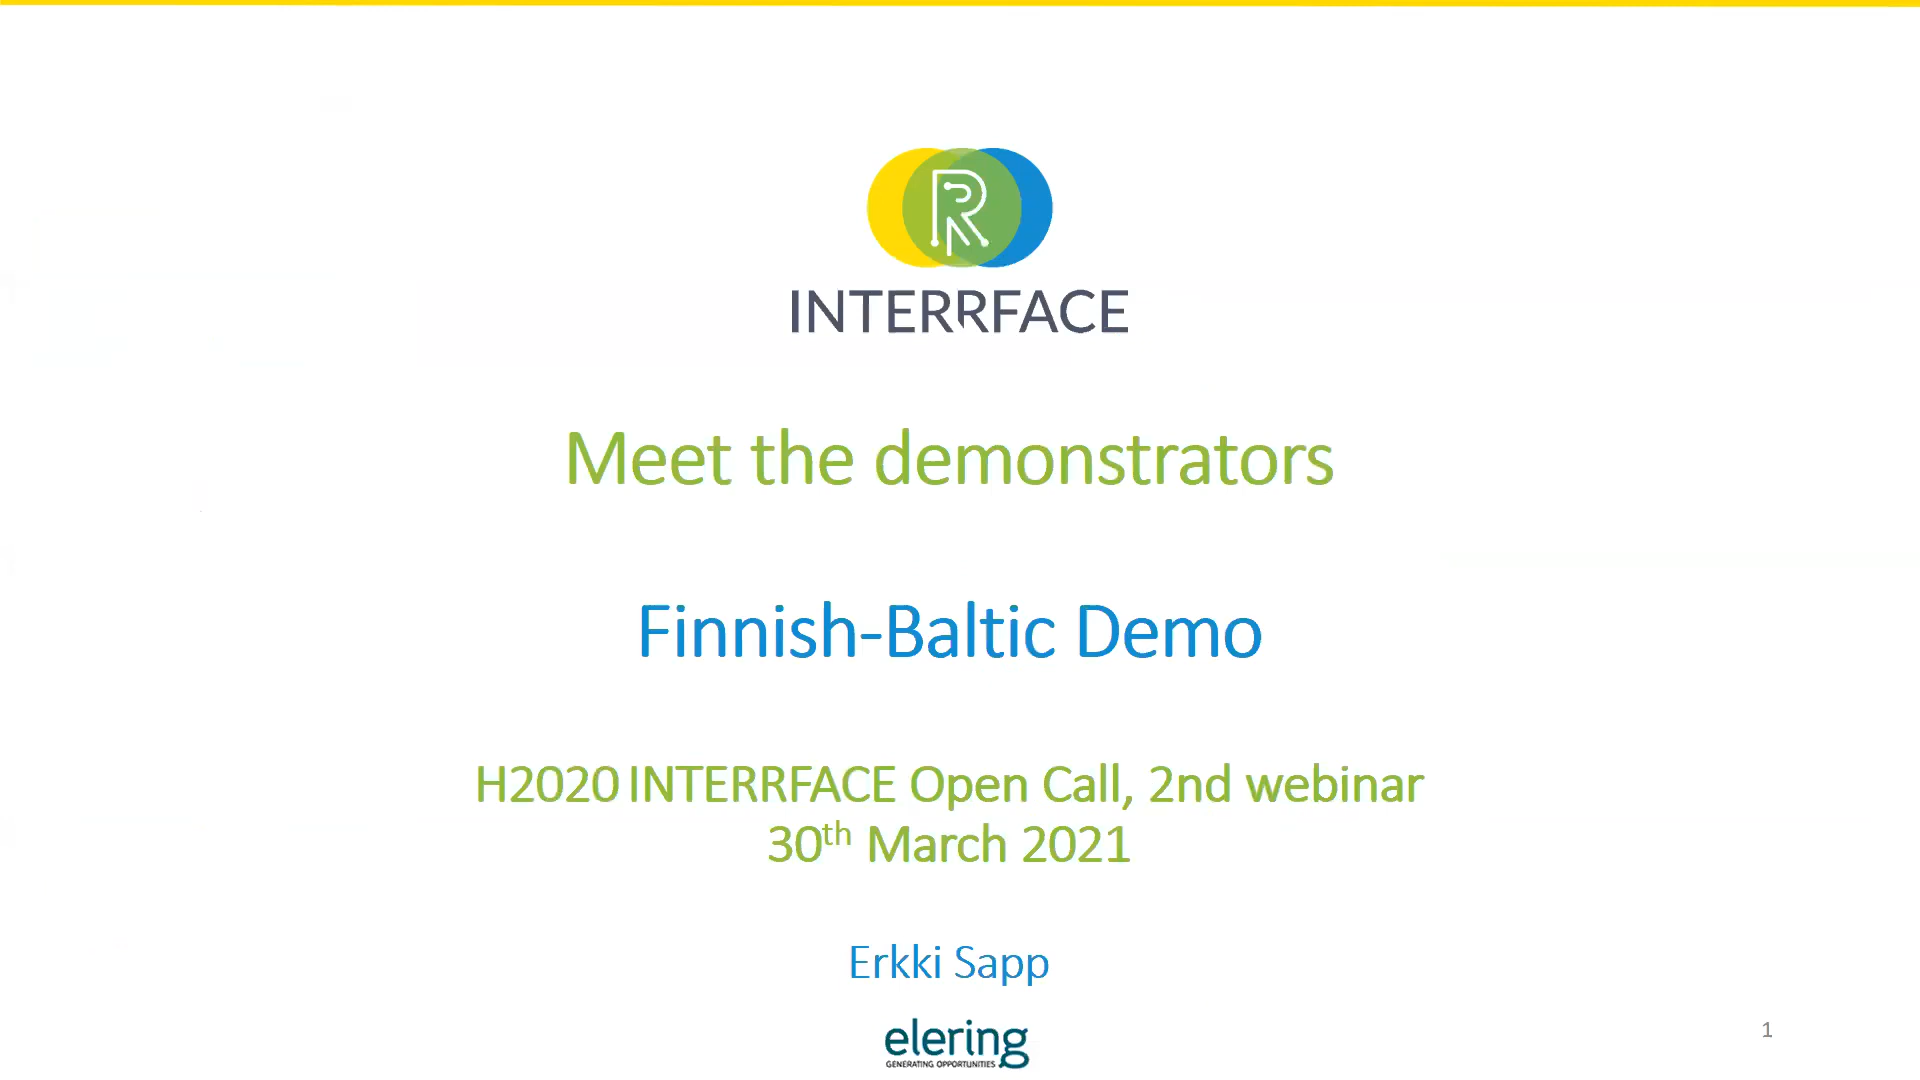 R
INTERRFACE
Meet the demonstrators
Finnish-Baltic Demo
H2020 INTERRFACE Open Call, 2nd webinar
30th March 2021
Erkki Sapp
elering
GENERATING OPPORTUNITIES
1